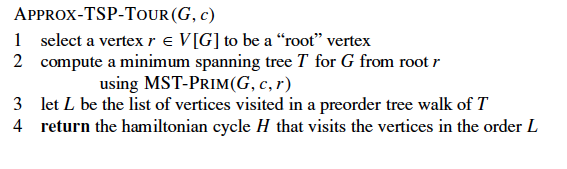 APPROX-TSP-TOUR(G, c)
1 select a vertex r ∈ V[G] to be a “root” vertex
2 compute a minimum spanning tree T for G from root r
using MST-PRIM(G, c, r)
3 let L be the list of vertices visited in a preorder tree walk of T
4 return the hamiltonian cycle H that visits the vertices in the order L